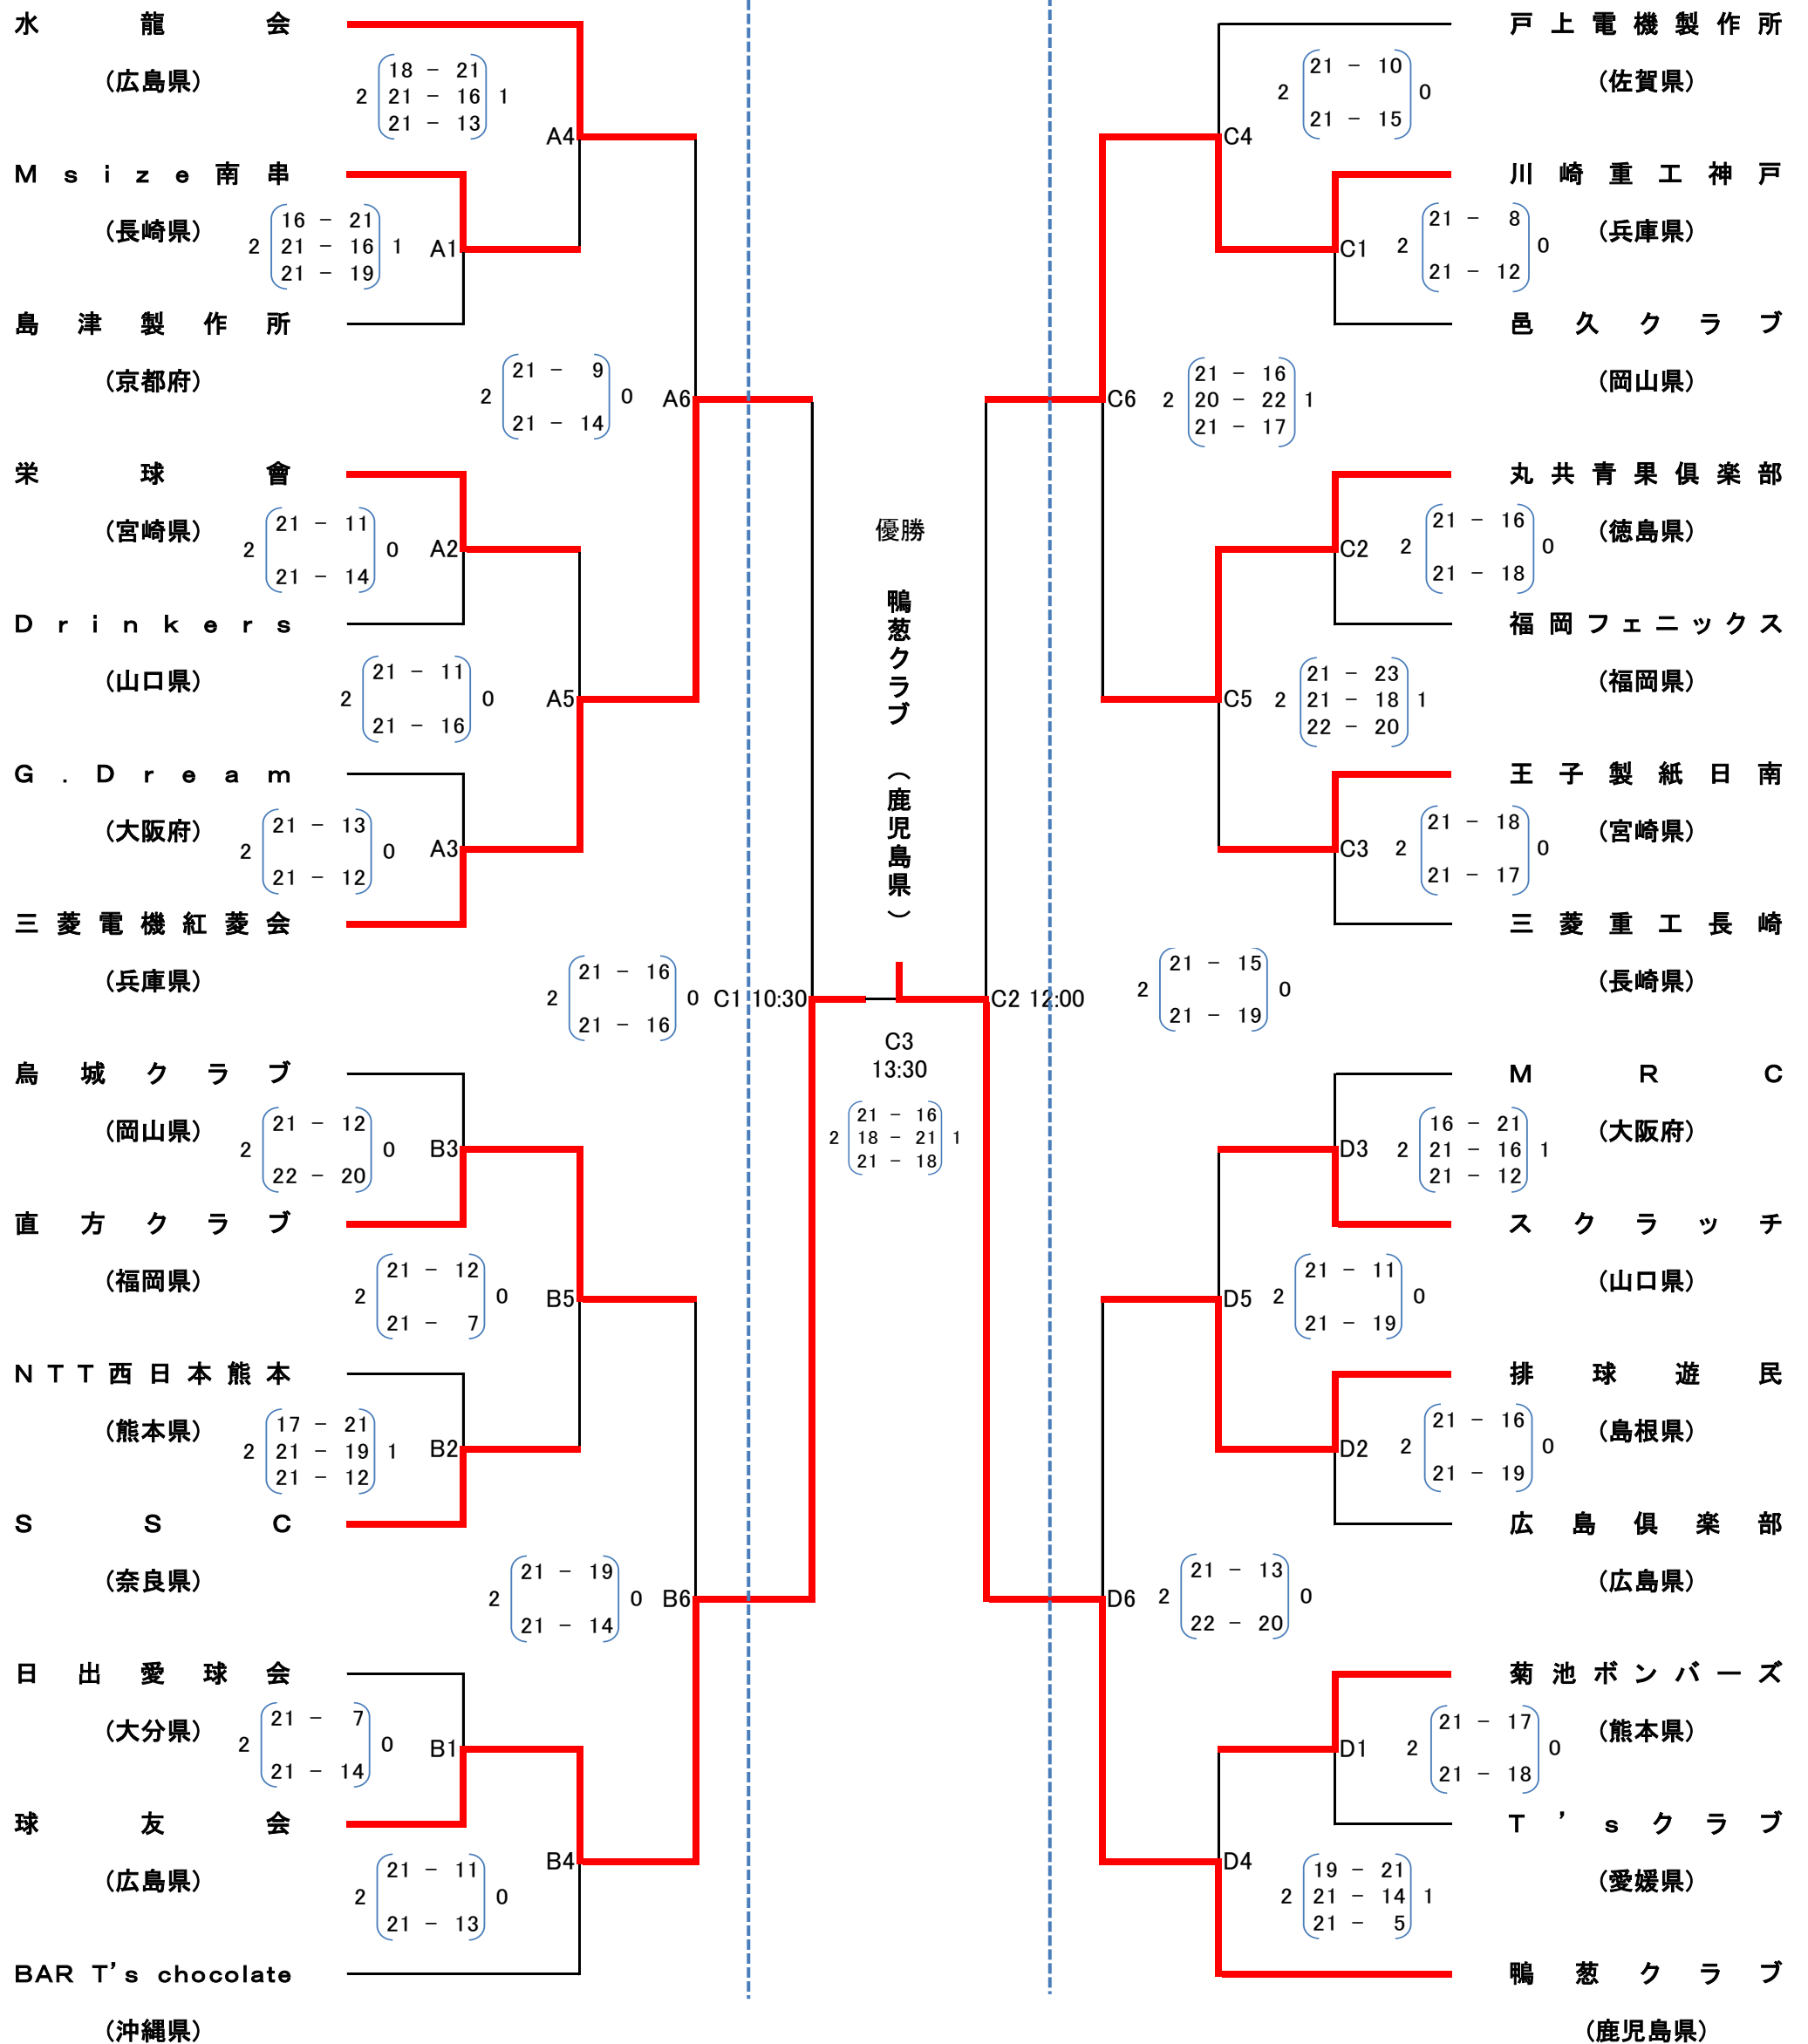 水龍会
（広島県）
2 18 － 21 1
21 － 16
21 － 13
A4
Msize南串
（長崎県）
2 16 － 21 1
21 － 16
21 － 19
A1
島津製作所
（京都府）
2 21 － 9 0
21 － 14
A6
栄球會
（宮崎県）
2 21 － 11 0
21 － 14
A2
Drinkers
（山口県）
2 21 － 11 0
21 － 16
A5
G.Dream
（大阪府）
2 21 － 13 0
21 － 12
A3
三菱電機紅菱会
（兵庫県）
2 21 － 16 0
21 － 16
C1 10:30
烏城クラブ
（岡山県）
2 21 － 12 0
22 － 20
B3
直方クラブ
（福岡県）
2 21 － 12 0
21 － 7
B5
NTT西日本熊本
（熊本県）
2 17 － 21 1
21 － 19
21 － 12
B2
SSC
（奈良県）
2 21 － 19 0
21 － 14
B6
日出愛球会
（大分県）
2 21 － 7 0
21 － 14
B1
球友会
（広島県）
2 21 － 11 0
21 － 13
B4
BAR T's chocolate
（沖縄県）
優勝
鴨葱クラブ （鹿児島県）
C3
13:30
2 21 － 16 1
18 － 21
21 － 18
戸上電機製作所
（佐賀県）
2 21 － 10 0
21 － 15
C4
川崎重工神戸
（兵庫県）
2 21 － 8 0
21 － 12
C1
邑久クラブ
（岡山県）
2 21 － 16 1
20 － 22
21 － 17
C6
丸共青果倶楽部
（徳島県）
2 21 － 16 0
21 － 18
C2
福岡フェニックス
（福岡県）
2 21 － 23 1
21 － 18
22 － 20
C5
王子製紙日南
（宮崎県）
2 21 － 18 0
21 － 17
C3
三菱重工長崎
（長崎県）
2 21 － 15 0
21 － 19
C2 12:00
MRC
（大阪府）
2 16 － 21 1
21 － 16
21 － 12
D3
スクラッチ
（山口県）
2 21 － 11 0
21 － 19
D5
排球遊民
（島根県）
2 21 － 16 0
21 － 19
D2
広島倶楽部
（広島県）
2 21 － 13 0
22 － 20
D6
菊池ボンバーズ
（熊本県）
2 21 － 17 0
21 － 18
D1
T'sクラブ
（愛媛県）
2 19 － 21 1
21 － 14
21 － 5
D4
鴨葱クラブ
（鹿児島県）